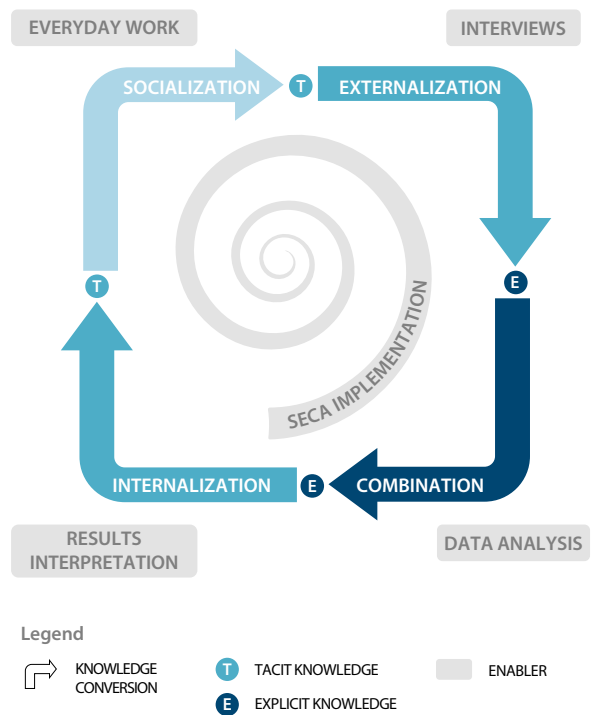 EVERYDAY WORK
INTERVIEWS
SOCIALIZATION
T
EXTERNALIZATION
T
E
SECA IMPLEMENTATION
INTERNALIZATION
E
COMBINATION
RESULTS
INTERPRETATION
DATA ANALYSIS
Legend
KNOWLEDGE
CONVERSION
T
TACIT KNOWLEDGE
ENABLER
E
EXPLICIT KNOWLEDGE